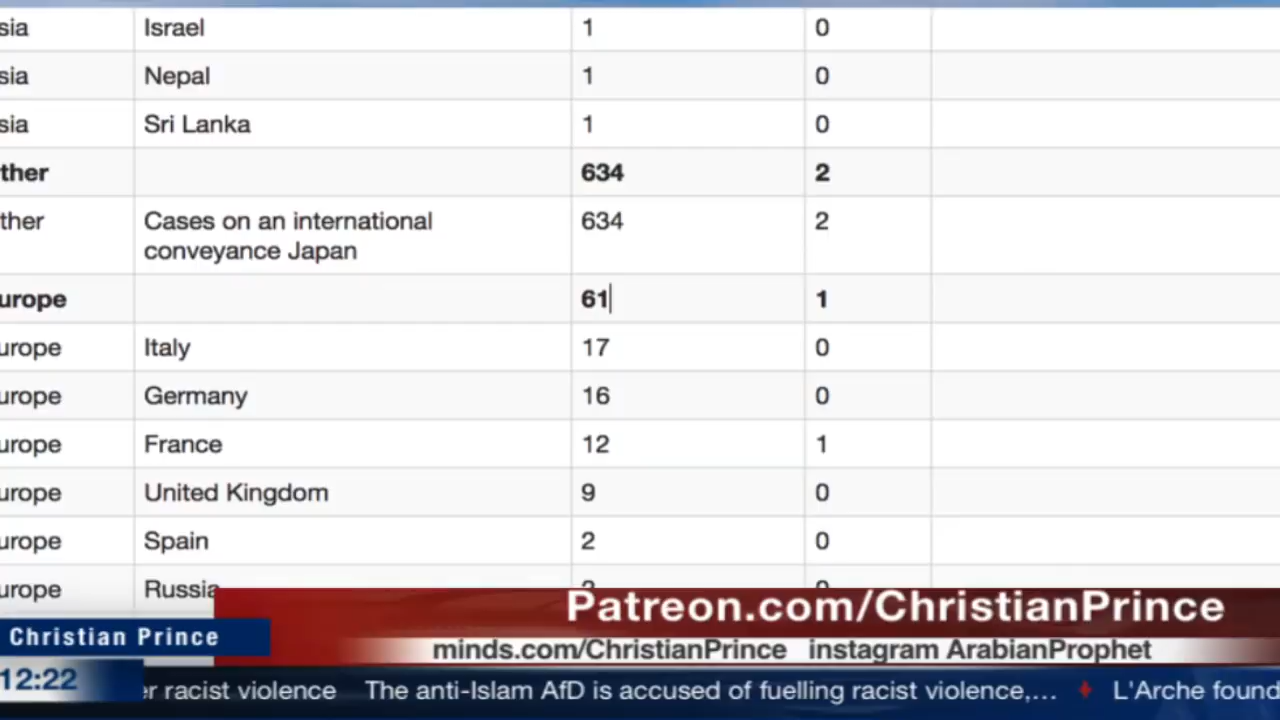 sia Israel 1 0
sia Nepal 1 0
sia Sri Lanka 1 0
ther 634 2
ther Cases on an international conveyance Japan 634 2
urope 61 1
urope Italy 17 0
urope Germany 16 0
urope France 12 1
urope United Kingdom 9 0
urope Spain 2 0
urope Russia
Patreon.com/ChristianPrince
Christian Prince
minds.com/ChristianPrince instagram ArabianProphet
12:22 er racist violence The anti-Islam AfD is accused of fuelling racist violence,... ♦ L'Arche found